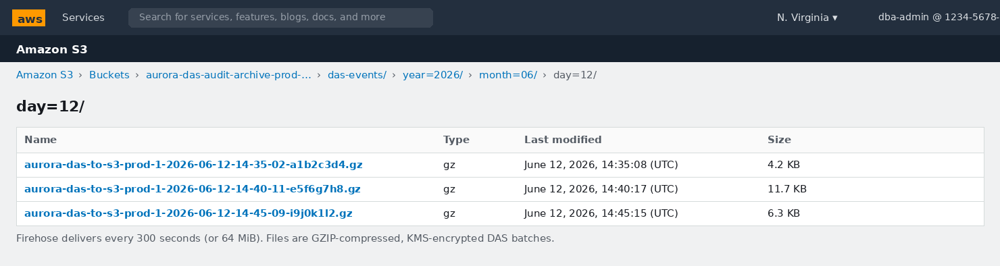 aws Services Search for services, features, blogs, docs, and more N. Virginia ▾ dba-admin @ 1234-5678-
Amazon S3
Amazon S3 › Buckets › aurora-das-audit-archive-prod-… › das-events/ › year=2026/ › month=06/ › day=12/
day=12/
Name Type Last modified Size
aurora-das-to-s3-prod-1-2026-06-12-14-35-02-a1b2c3d4.gz gz June 12, 2026, 14:35:08 (UTC) 4.2 KB
aurora-das-to-s3-prod-1-2026-06-12-14-40-11-e5f6g7h8.gz gz June 12, 2026, 14:40:17 (UTC) 11.7 KB
aurora-das-to-s3-prod-1-2026-06-12-14-45-09-i9j0k1l2.gz gz June 12, 2026, 14:45:15 (UTC) 6.3 KB
Firehose delivers every 300 seconds (or 64 MiB). Files are GZIP-compressed, KMS-encrypted DAS batches.